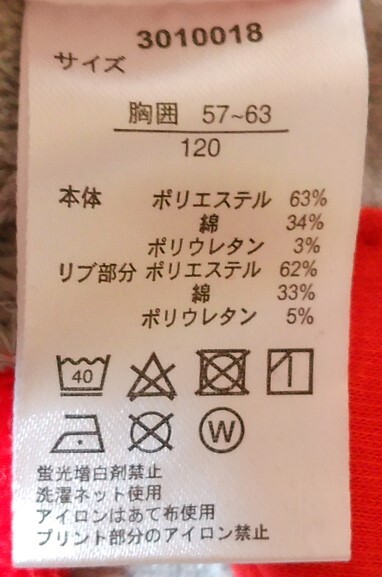 3010018
サイズ
胸囲 57~63
120
本体 ポリエステル 63%
綿 34%
ポリウレタン 3%
リブ部分 ポリエステル 62%
綿 33%
ポリウレタン 5%
40
W
蛍光増白剤禁止
洗濯ネット使用
アイロンはあて布使用
プリント部分のアイロン禁止